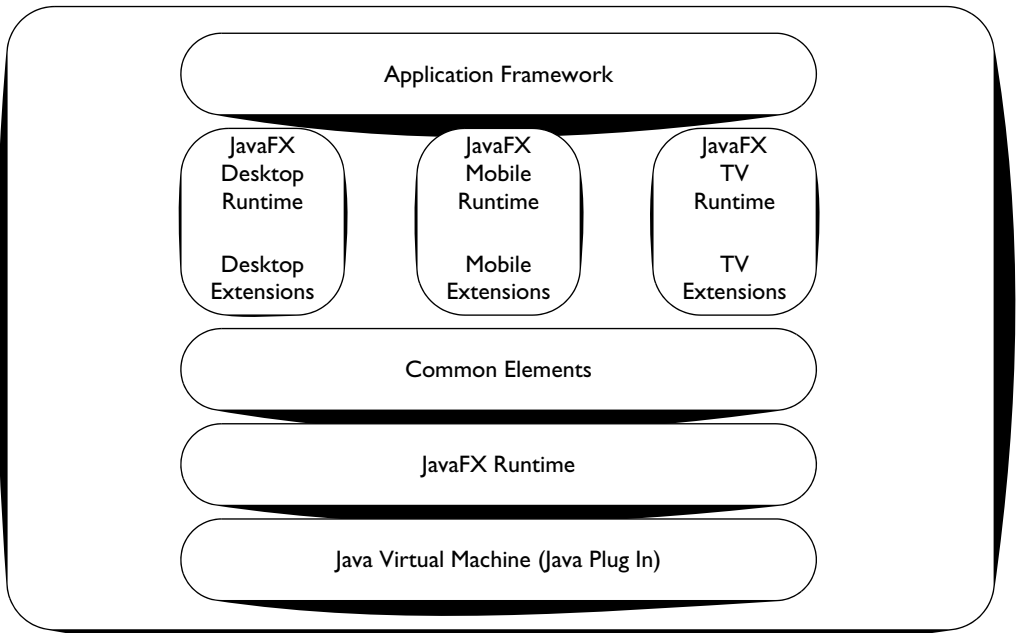 Application Framework
JavaFX
Desktop
Runtime
Desktop
Extensions
JavaFX
Mobile
Runtime
Mobile
Extensions
JavaFX
TV
Runtime
TV
Extensions
Common Elements
JavaFX Runtime
Java Virtual Machine (Java Plug In)